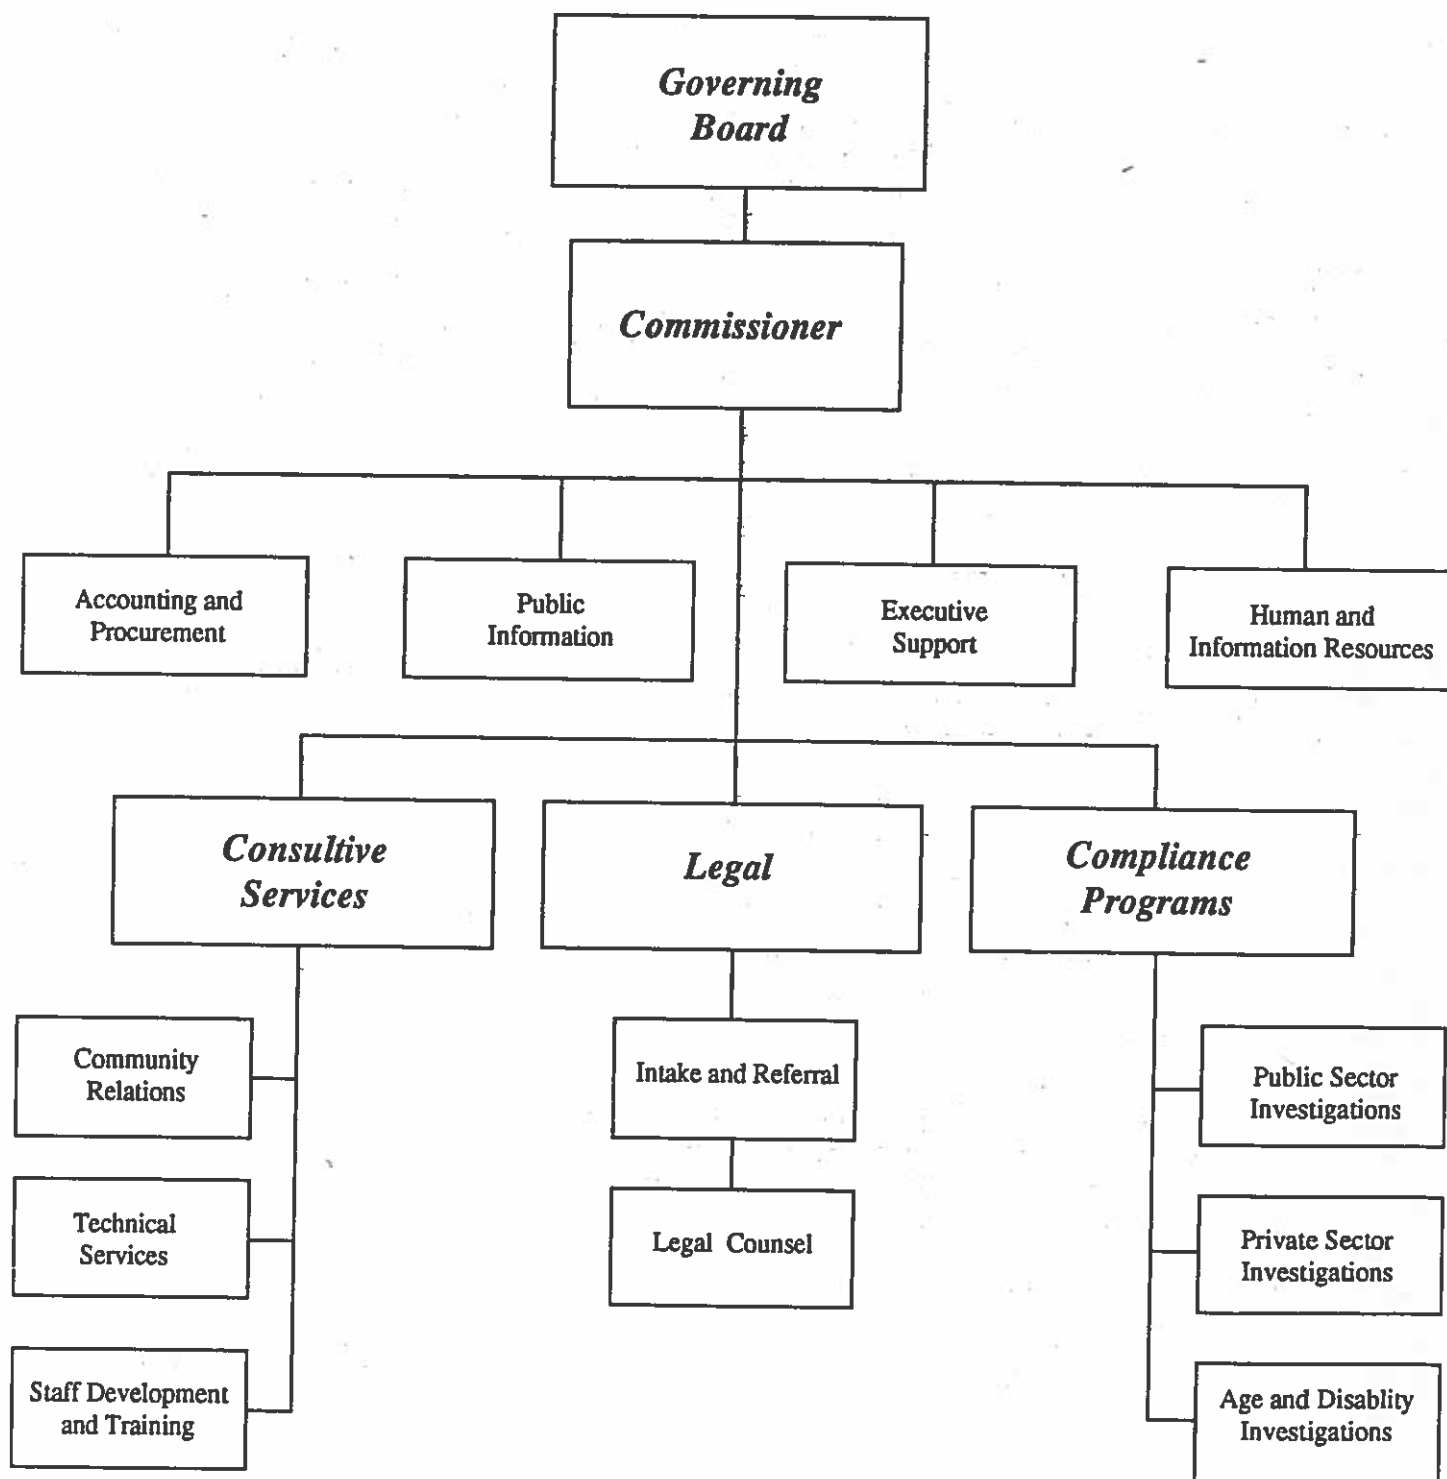 Governing
Board
Commissioner
Accounting and
Procurement
Public
Information
Executive
Support
Human and
Information Resources
Consultive
Services
Legal
Compliance
Programs
Community
Relations
Technical
Services
Staff Development
and Training
Intake and Referral
Legal Counsel
Public Sector
Investigations
Private Sector
Investigations
Age and Disablity
Investigations